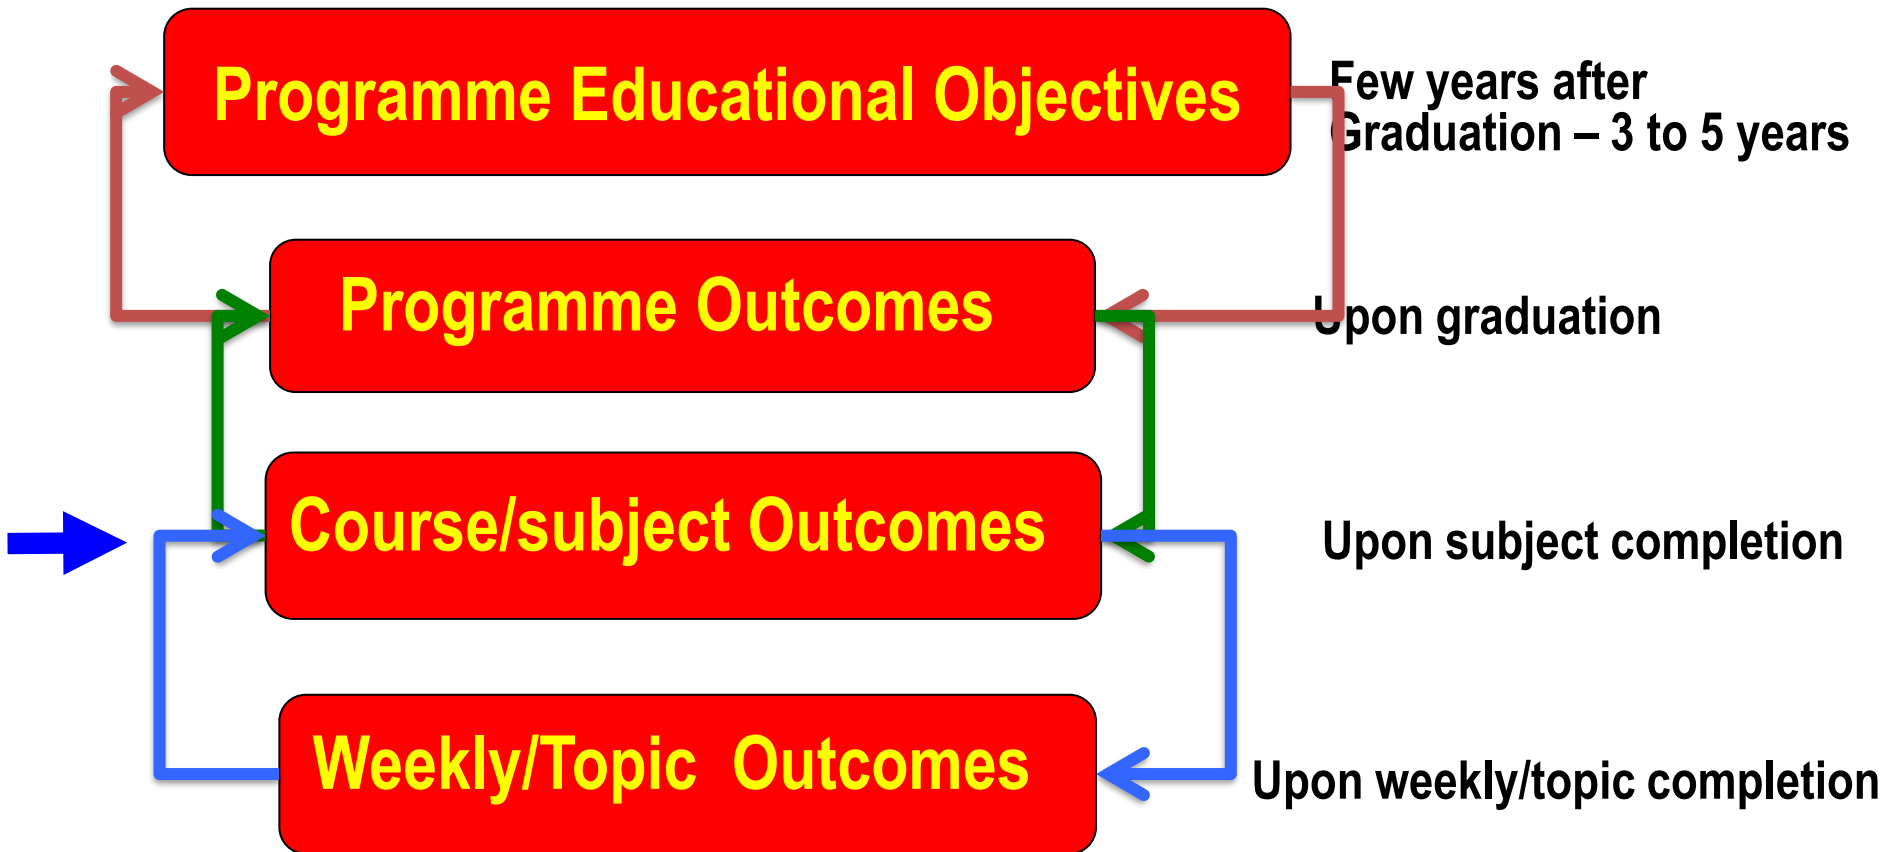 Programme Educational Objectives
Few years after
Graduation – 3 to 5 years
Programme Outcomes
Upon graduation
Course/subject Outcomes
Upon subject completion
Weekly/Topic Outcomes
Upon weekly/topic completion